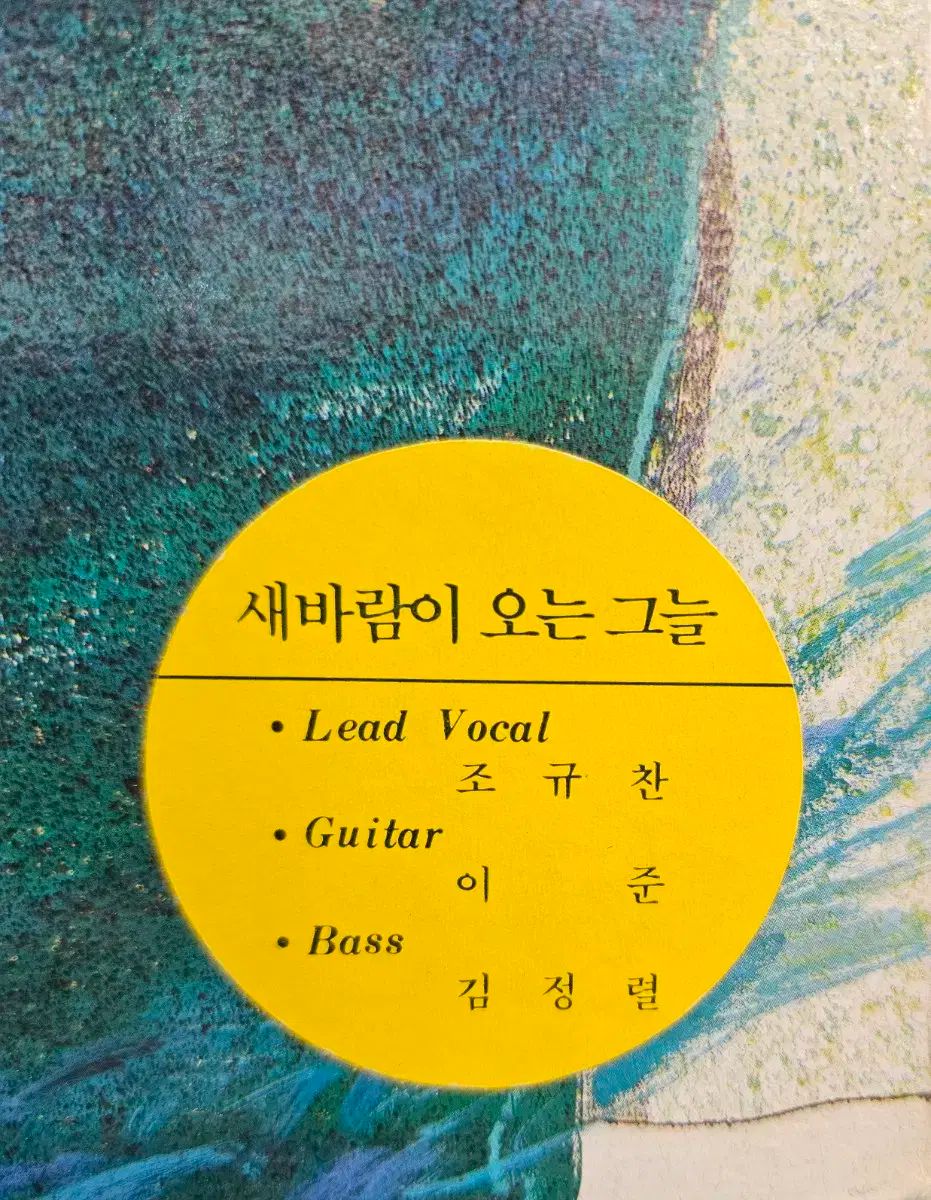 새바람이 오는 그늘
• Lead Vocal
조 규 찬
• Guitar
이 준
• Bass
김 정 렬